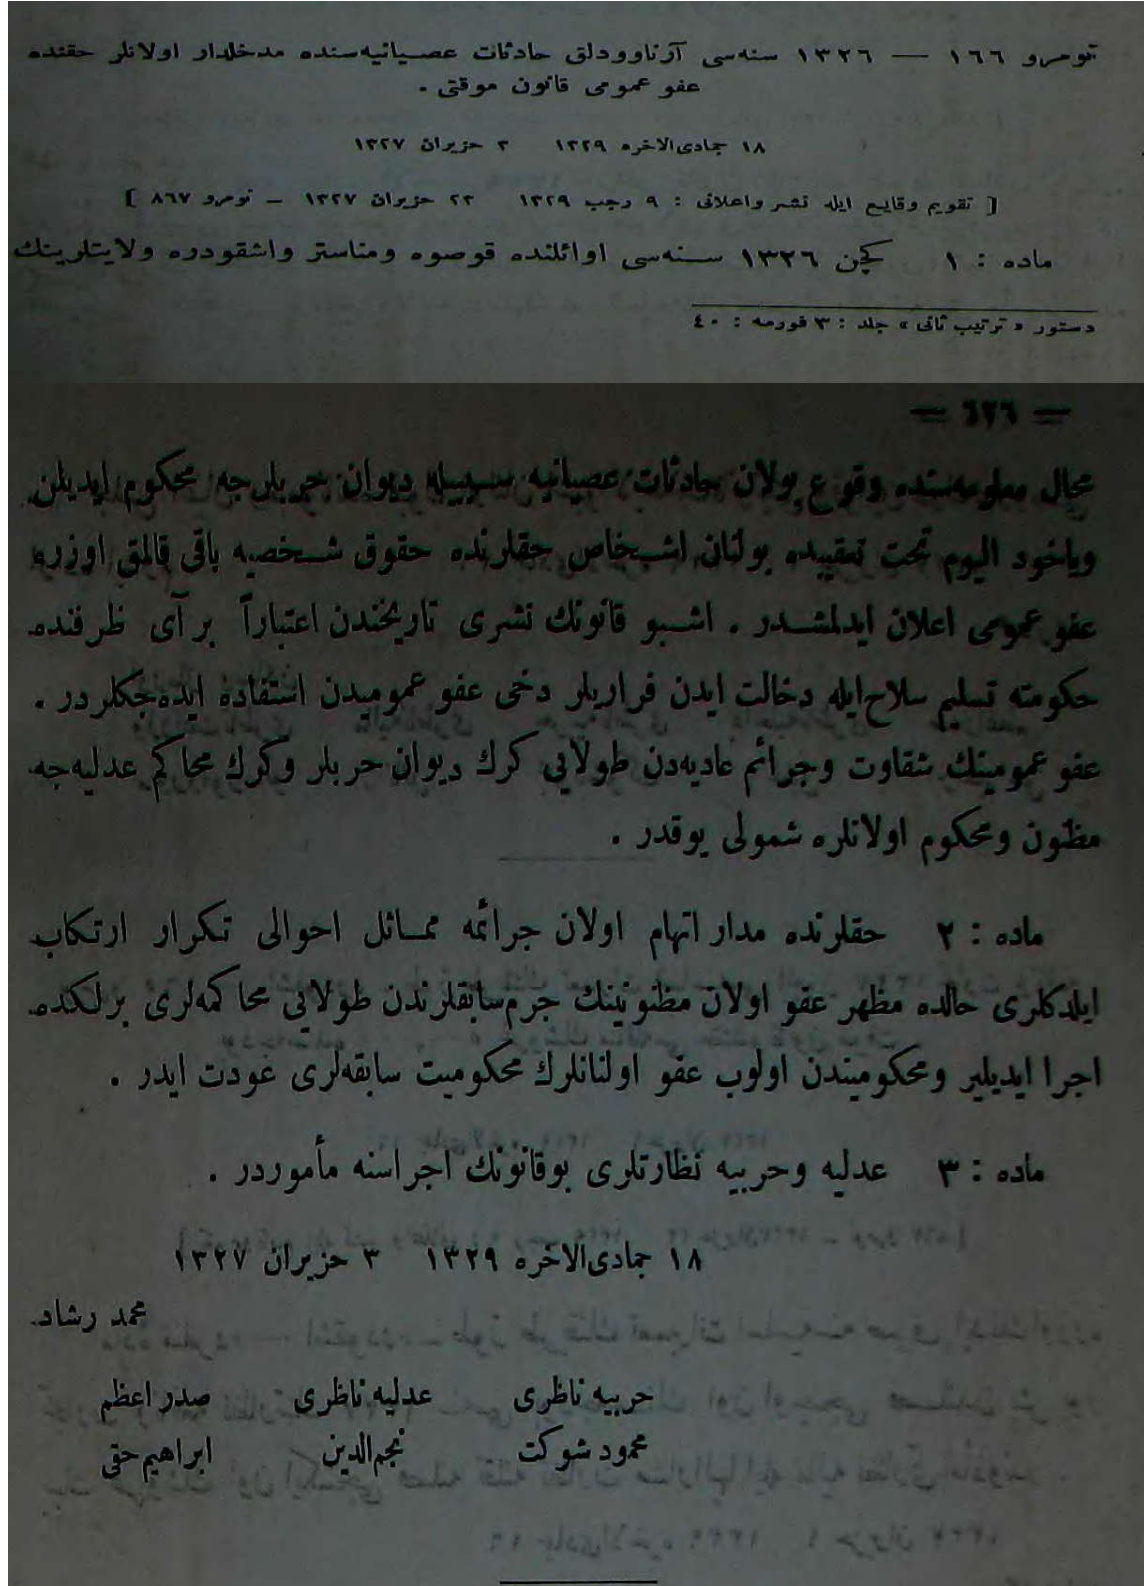 نومرو ١٦٦ — ١٣٢٦ سنه‌سی آرناوودلق حادثات عصیانیه‌سنده مدخلدار اولانلر حقنده
عفو عمومی قانون موقتی .
١٨ جمادی‌الاخره ١٣٢٩ ٣ حزیران ١٣٢٧
[ تقویم وقایع ایله نشر واعلانی : ٩ رجب ١٣٢٩ ٢٣ حزیران ١٣٢٧ — نومرو ٨٦٧ ]
ماده : ١ کچن ١٣٢٦ سنه‌سی اوائلنده قوصوه ومناستر واشقودره ولایتلرینك
دستور « ترتیب ثانی » جلد : ٣ فورمه : ٤٠
— ٦٢٦ —
محال معلومه‌سنده وقوع بولان حادثات عصیانیه سببیله دیوان حربلرجه محکوم ایدیلن
ویاخود الیوم تحت تعقیبده بولنان اشخاص حقلرنده حقوق شخصیه باقی قالمق اوزره
عفو عمومی اعلان ایدلمشدر . اشبو قانونك نشری تاریخندن اعتباراً بر آی ظرفنده
حکومته تسلیم سلاح ایله دخالت ایدن فراریلر دخی عفو عمومیدن استفاده ایده‌جکلردر .
عفو عمومینك شقاوت وجرائم عادیه‌دن طولایی کرك دیوان حربلر وکرك محاکم عدلیه‌جه
مظنون ومحکوم اولانلره شمولی یوقدر .
ماده : ٢ حقلرنده مدار اتهام اولان جرائمه مماثل احوالی تکرار ارتکاب
ایلدکلری حالده مظهر عفو اولان مظنونینك جرم سابقلرندن طولایی محاکمه‌لری برلکده
اجرا ایدیلیر ومحکومیندن اولوب عفو اولنانلرك محکومیت سابقه‌لری عودت ایدر .
ماده : ٣ عدلیه وحربیه نظارتلری بوقانونك اجراسنه مأموردر .
١٨ جمادی‌الاخره ١٣٢٩ ٣ حزیران ١٣٢٧
محمد رشاد
حربیه ناظری عدلیه ناظری صدر اعظم
محمود شوکت نجم‌الدین ابراهیم حقی